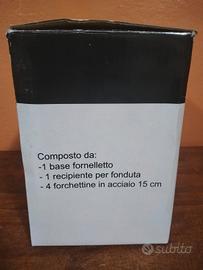 Composto da:
-1 base fornelletto
- 1 recipiente per fonduta
- 4 forchettine in acciaio 15 cm
subito